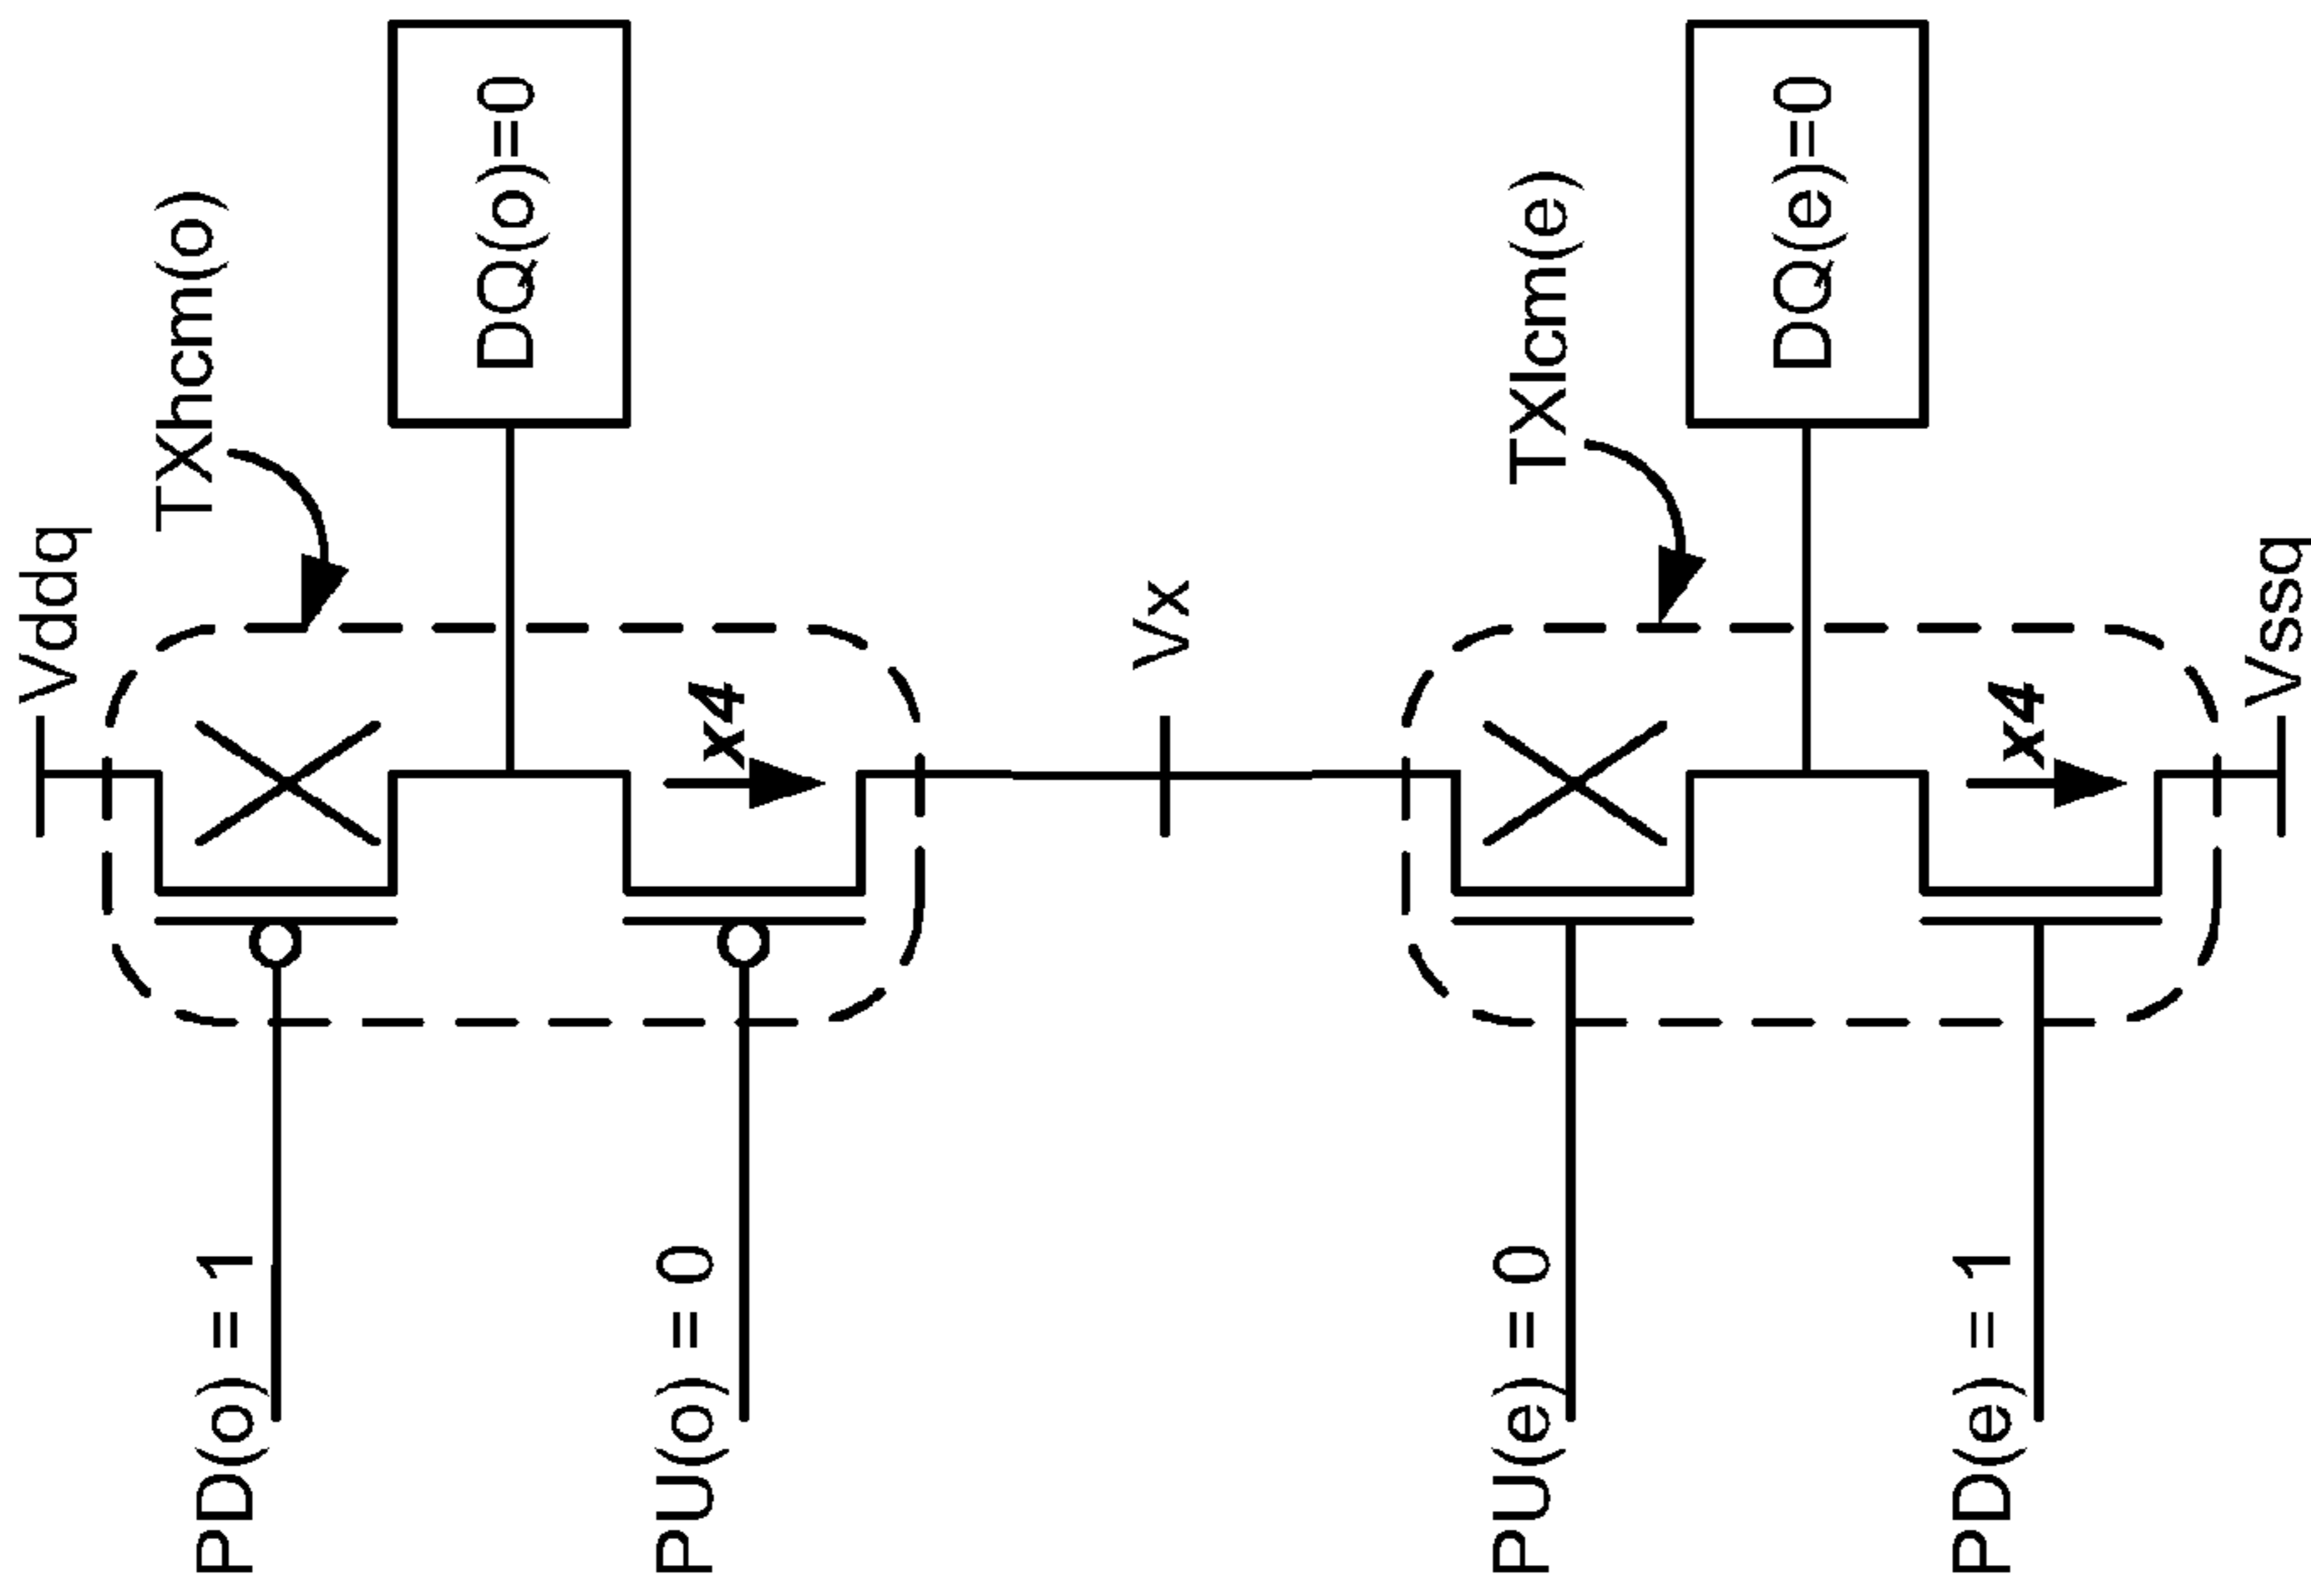 Vddq
TXhcm(o)
PD(o) = 1
DQ(o)=0
PU(o) = 0
x4
Vx
TXlcm(e)
PU(e) = 0
DQ(e)=0
PD(e) = 1
x4
Vssq